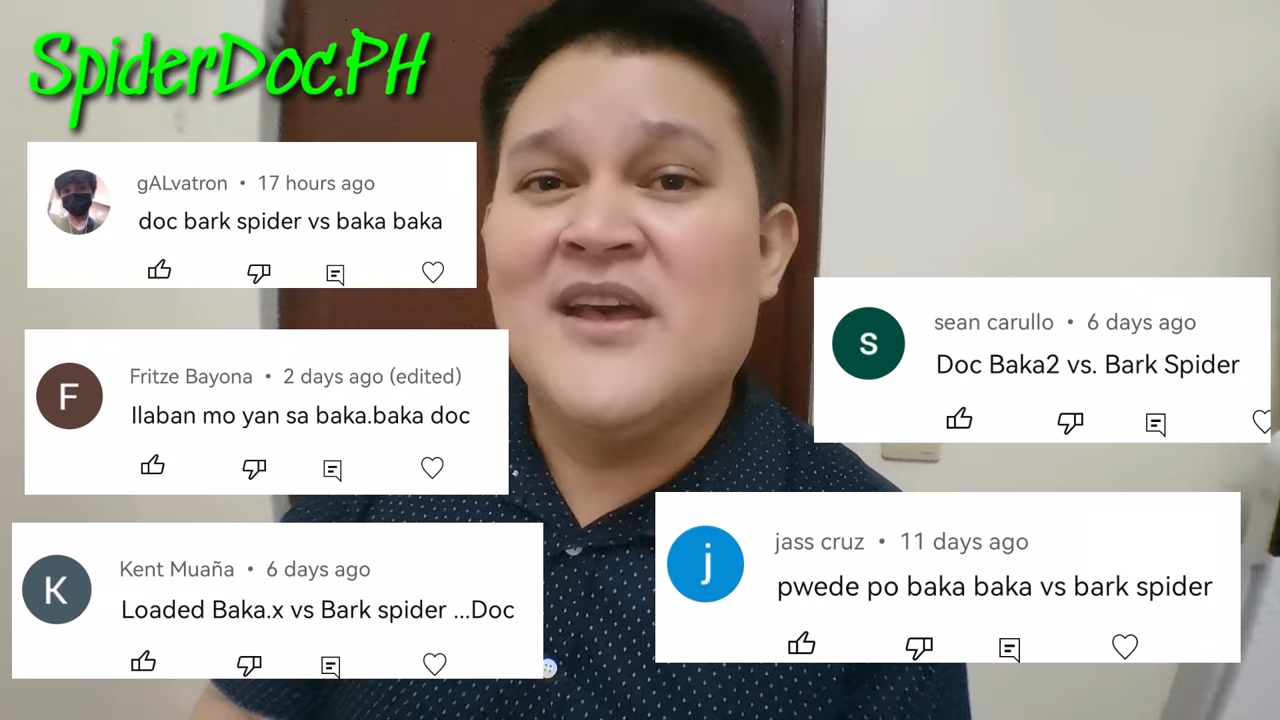 SpiderDoc.PH
gALvatron • 17 hours ago
doc bark spider vs baka baka
F
Fritze Bayona • 2 days ago (edited)
Ilaban mo yan sa baka.baka doc
K
Kent Muaña • 6 days ago
Loaded Baka.x vs Bark spider ...Doc
s
sean carullo • 6 days ago
Doc Baka2 vs. Bark Spider
j
jass cruz • 11 days ago
pwede po baka baka vs bark spider